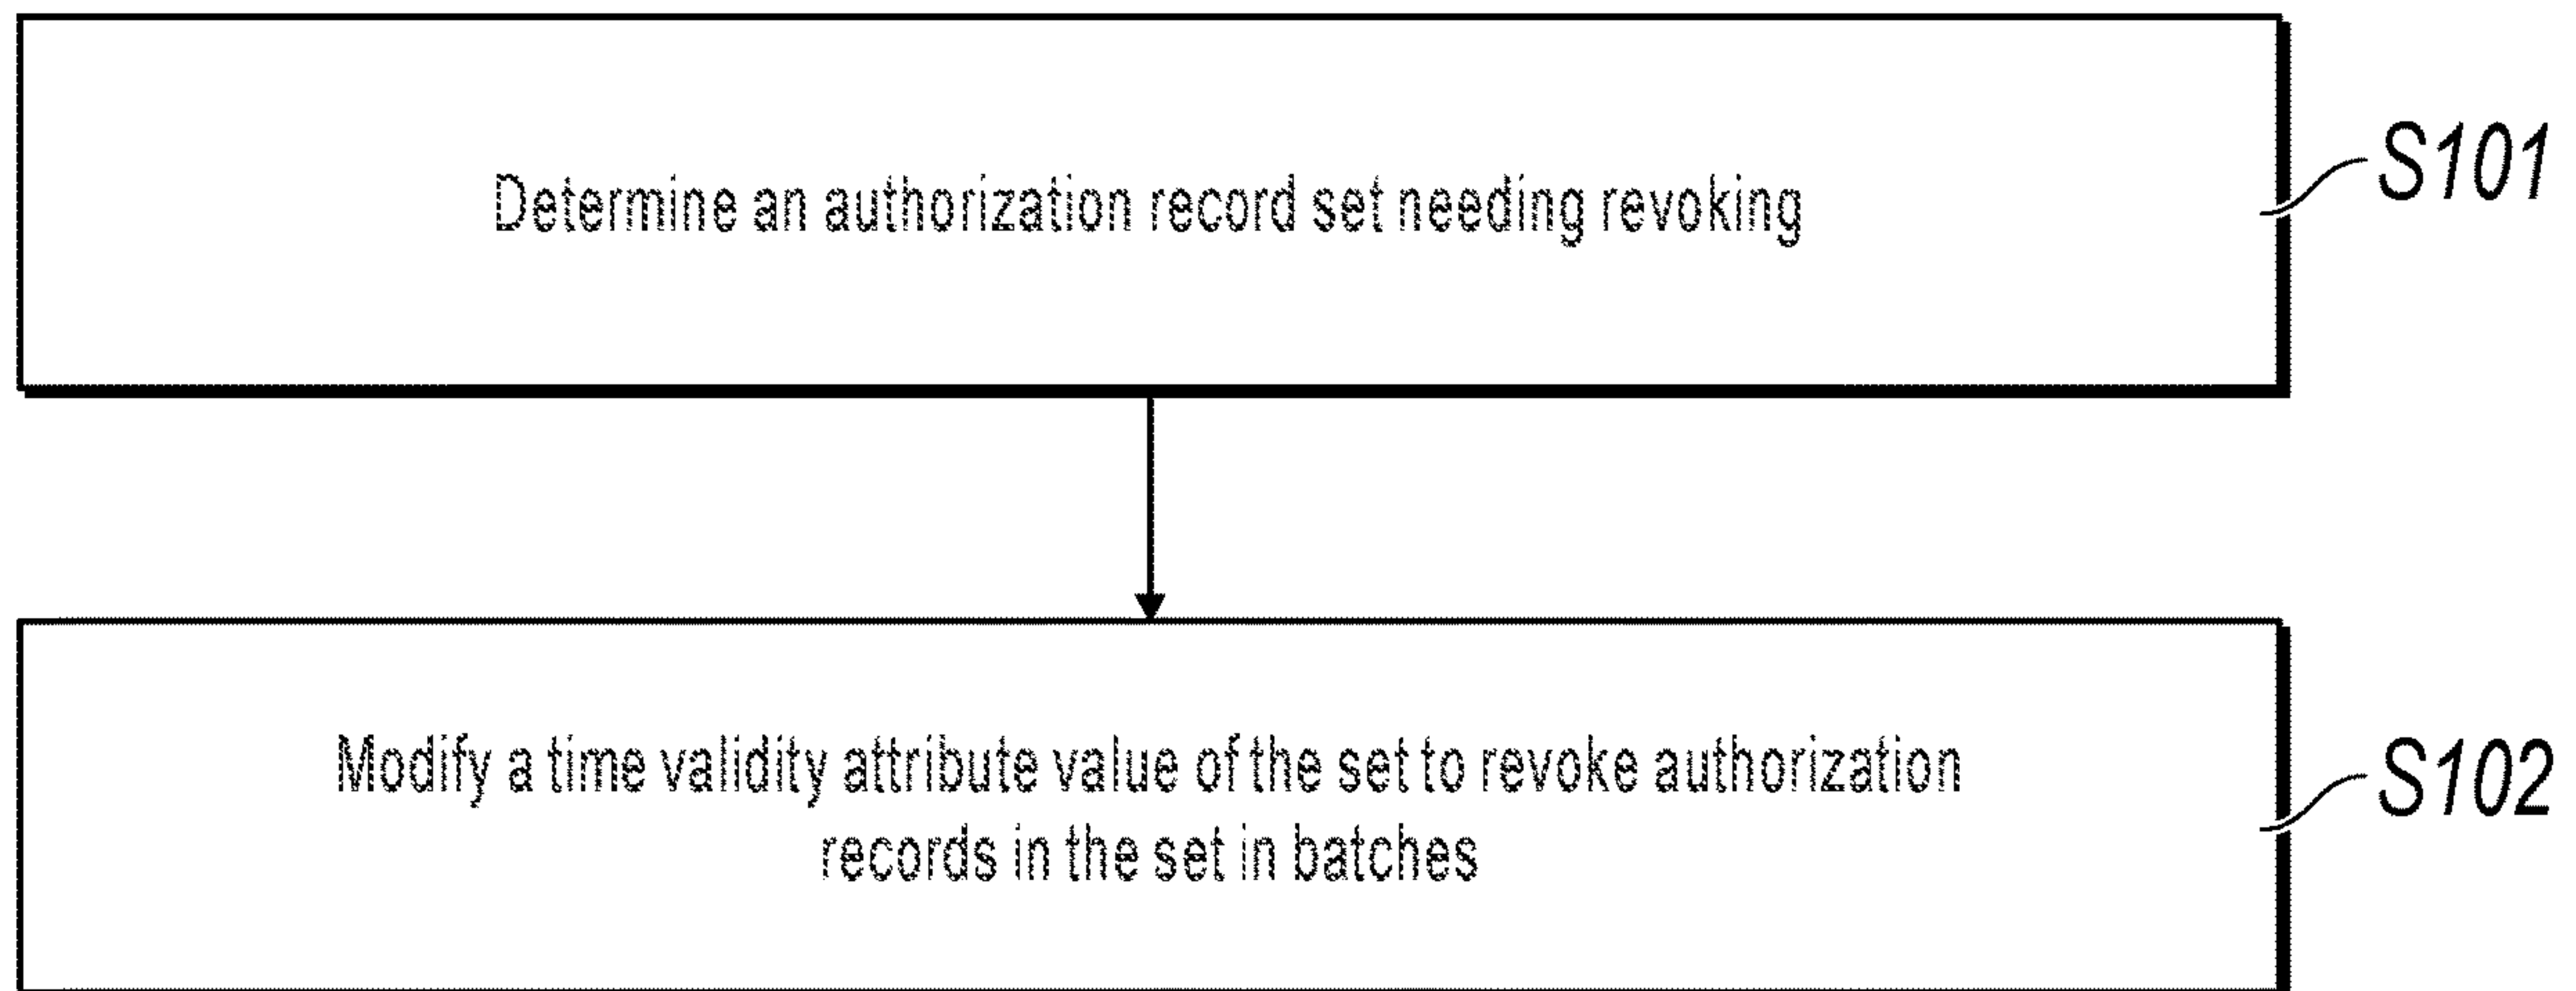 Determine an authorization record set needing revoking
S101
Modify a time validity attribute value of the set to revoke authorization
records in the set in batches
S102